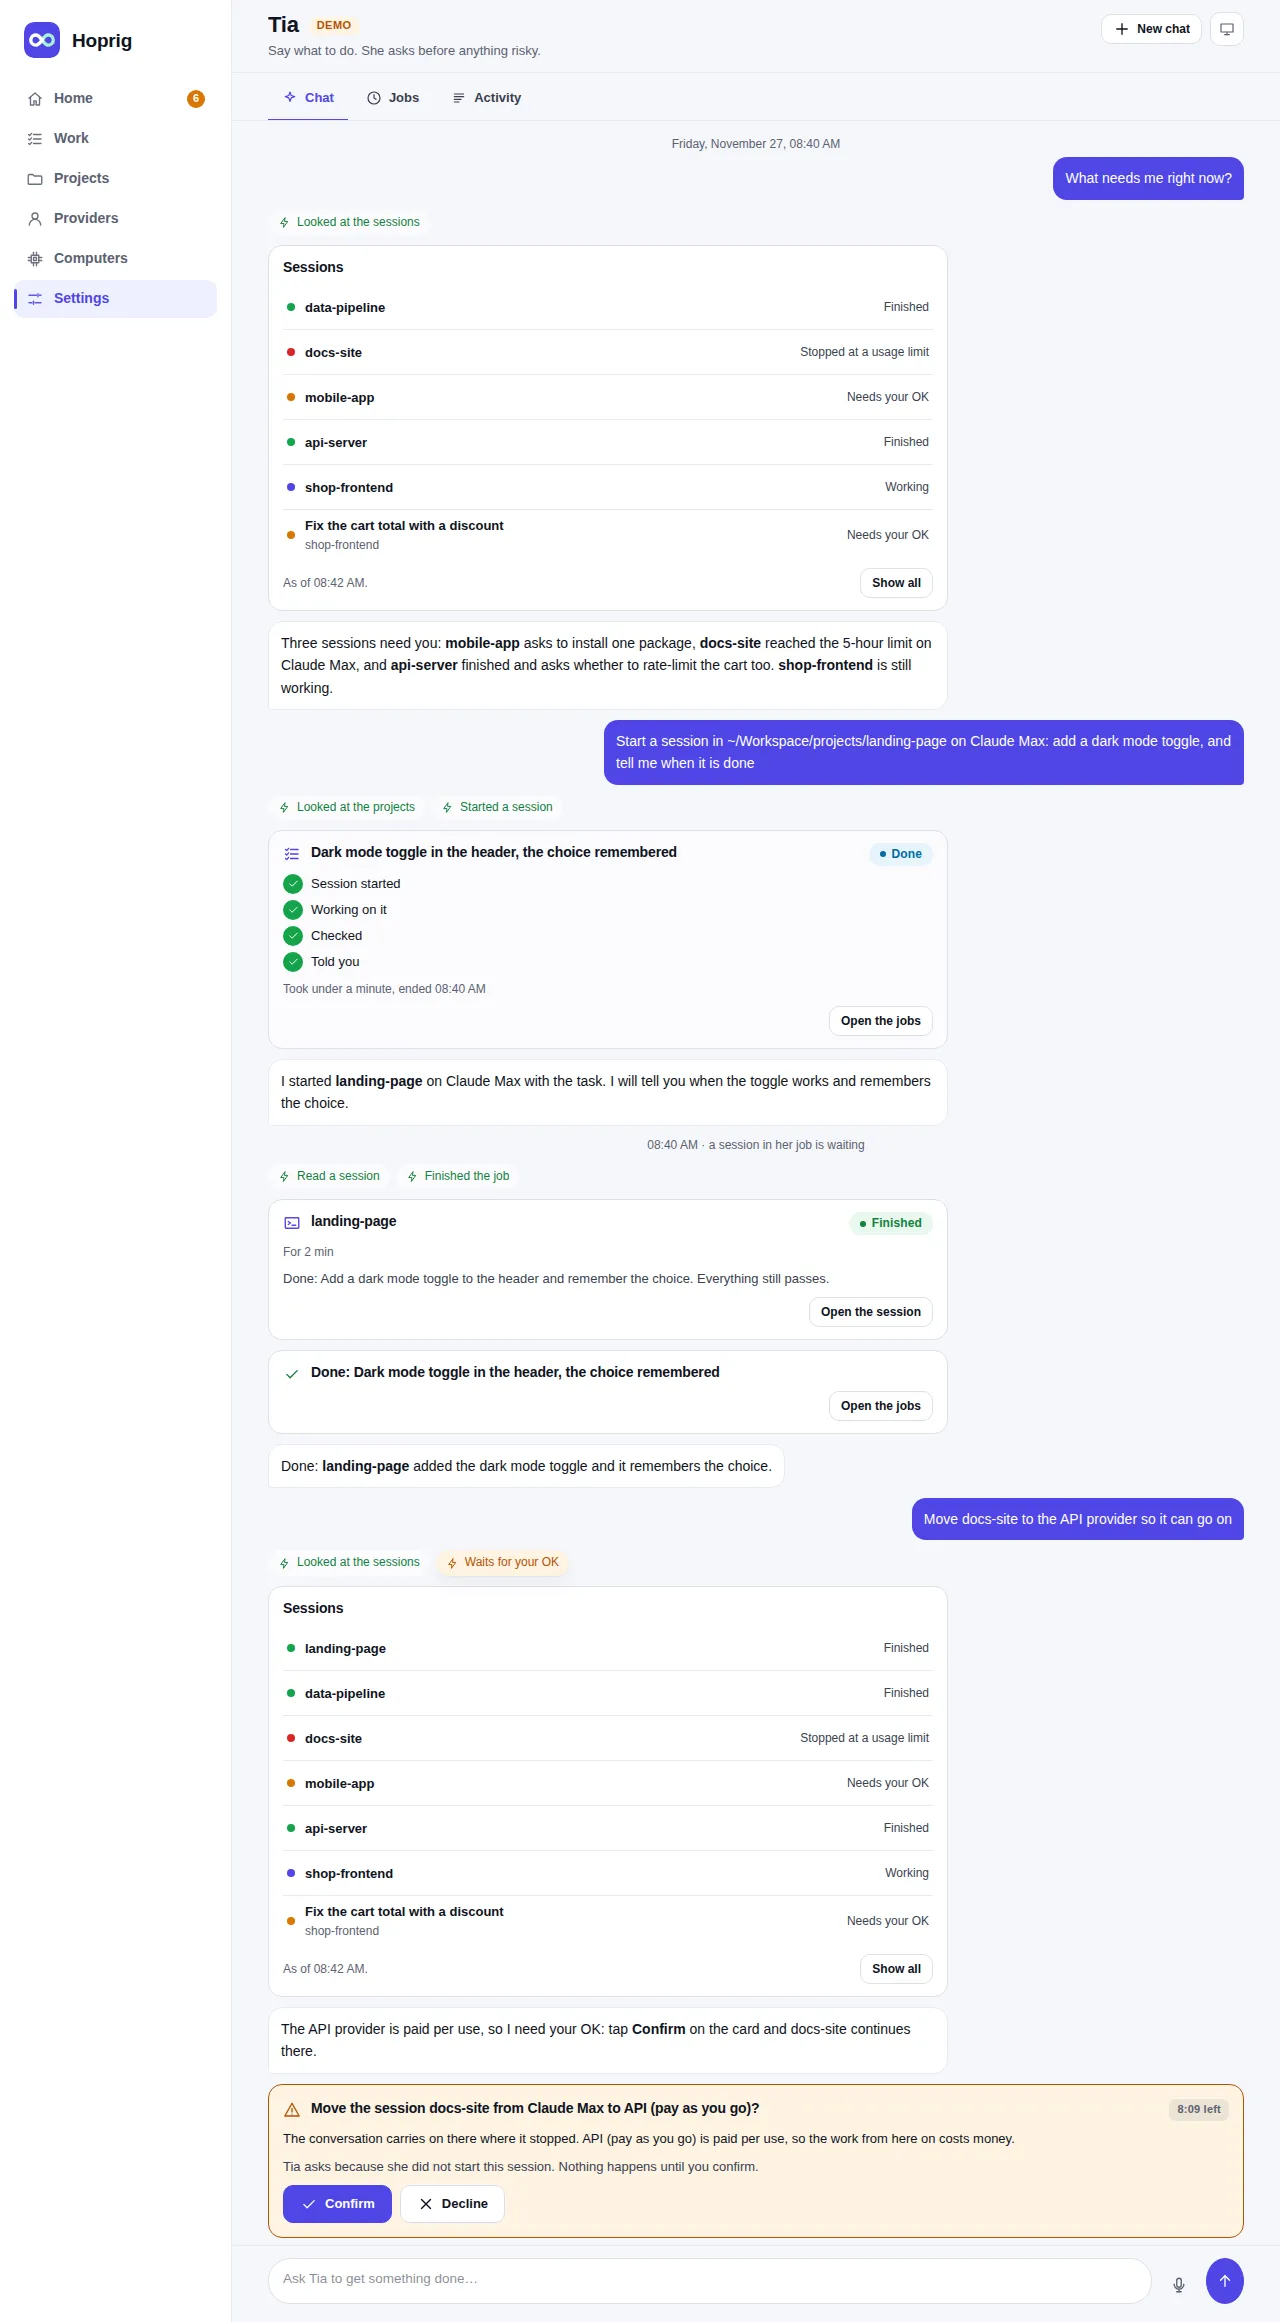 Hoprig
Home
6
Work
Projects
Providers
Computers
Settings
Tia
DEMO
Say what to do. She asks before anything risky.
New chat
Chat
Jobs
Activity
Friday, November 27, 08:40 AM
What needs me right now?
Looked at the sessions
Sessions
data-pipeline
Finished
docs-site
Stopped at a usage limit
mobile-app
Needs your OK
api-server
Finished
shop-frontend
Working
Fix the cart total with a discount
shop-frontend
Needs your OK
As of 08:42 AM.
Show all
Three sessions need you: mobile-app asks to install one package, docs-site reached the 5-hour limit on
Claude Max, and api-server finished and asks whether to rate-limit the cart too. shop-frontend is still
working.
Start a session in ~/Workspace/projects/landing-page on Claude Max: add a dark mode toggle, and
tell me when it is done
Looked at the projects
Started a session
Dark mode toggle in the header, the choice remembered
Done
Session started
Working on it
Checked
Told you
Took under a minute, ended 08:40 AM
Open the jobs
I started landing-page on Claude Max with the task. I will tell you when the toggle works and remembers
the choice.
08:40 AM · a session in her job is waiting
Read a session
Finished the job
landing-page
Finished
For 2 min
Done: Add a dark mode toggle to the header and remember the choice. Everything still passes.
Open the session
Done: Dark mode toggle in the header, the choice remembered
Open the jobs
Done: landing-page added the dark mode toggle and it remembers the choice.
Move docs-site to the API provider so it can go on
Looked at the sessions
Waits for your OK
Sessions
landing-page
Finished
data-pipeline
Finished
docs-site
Stopped at a usage limit
mobile-app
Needs your OK
api-server
Finished
shop-frontend
Working
Fix the cart total with a discount
shop-frontend
Needs your OK
As of 08:42 AM.
Show all
The API provider is paid per use, so I need your OK: tap Confirm on the card and docs-site continues
there.
Move the session docs-site from Claude Max to API (pay as you go)?
8:09 left
The conversation carries on there where it stopped. API (pay as you go) is paid per use, so the work from here on costs money.
Tia asks because she did not start this session. Nothing happens until you confirm.
Confirm
Decline
Ask Tia to get something done…